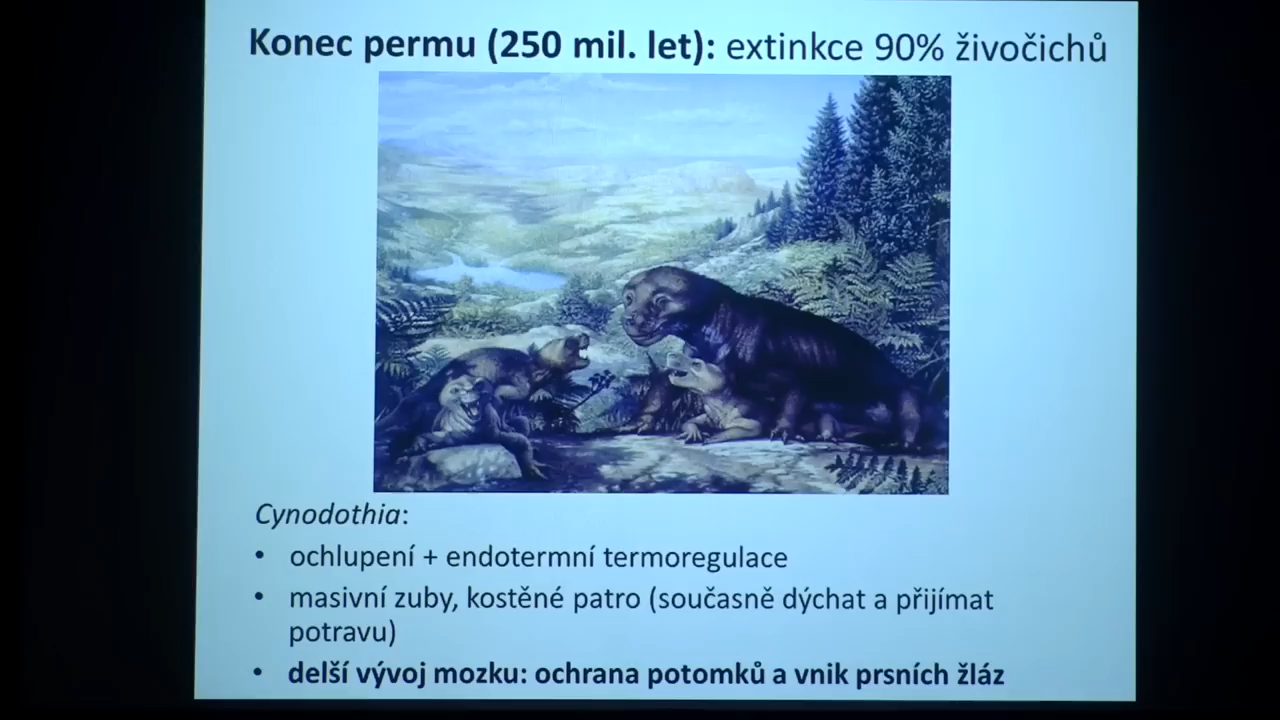 Konec permu (250 mil. let): extinkce 90% živočichů
Cynodothia:
• ochlupení + endotermní termoregulace
• masivní zuby, kostěné patro (současně dýchat a přijímat
potravu)
• delší vývoj mozku: ochrana potomků a vnik prsních žláz